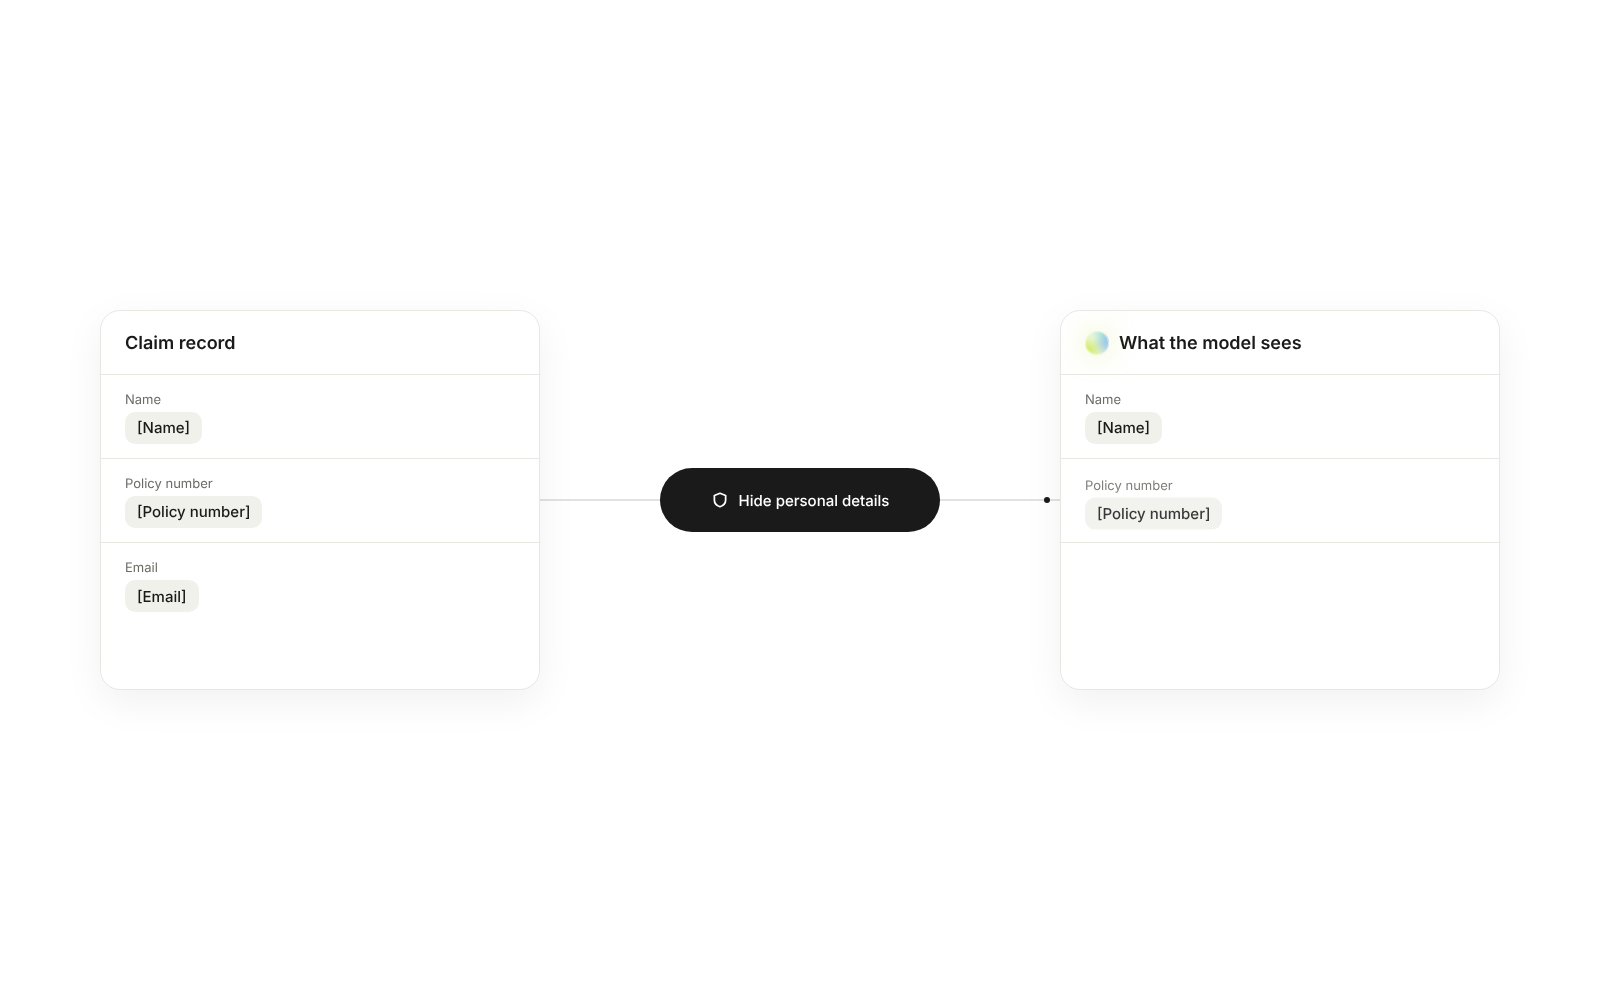 Claim record
Name
[Name]
Policy number
[Policy number]
Email
[Email]
Hide personal details
What the model sees
Name
[Name]
Policy number
[Policy number]